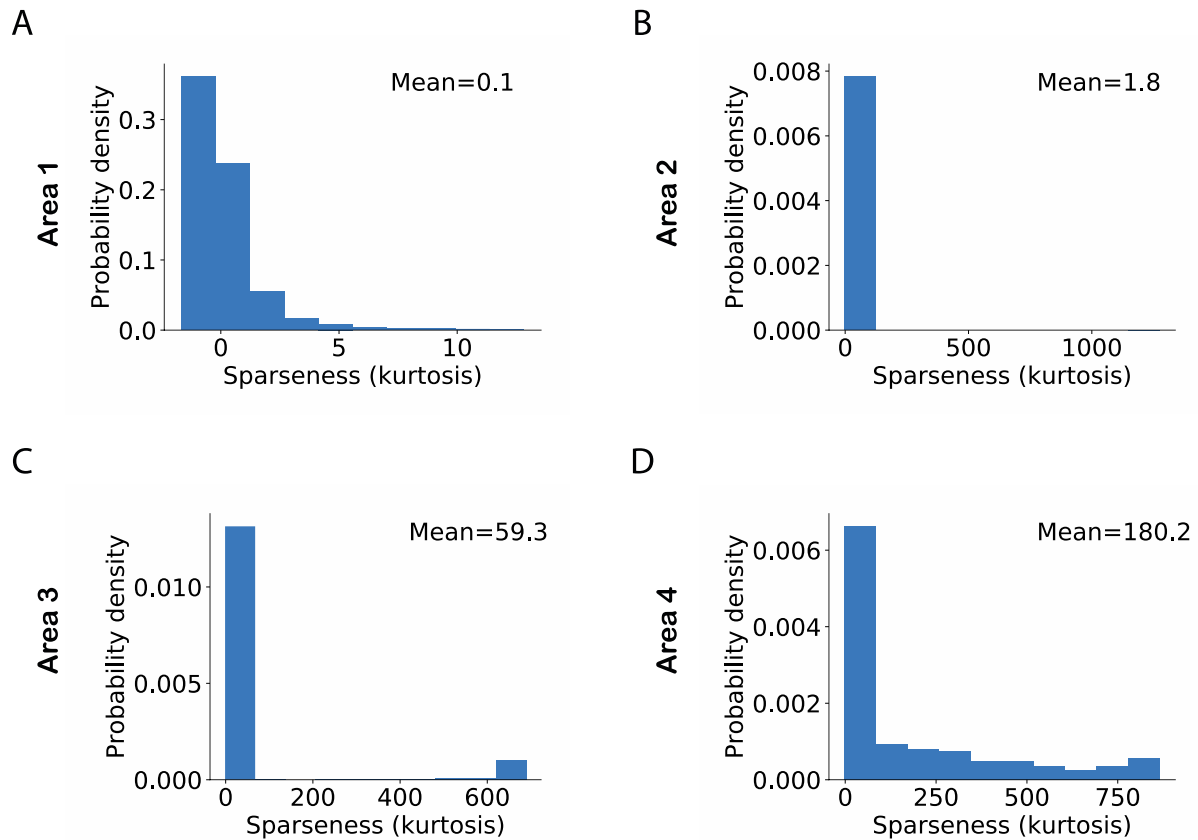 A
Area 1
Probability density
0.3
0.2
0.1
0.0
Mean=0.1
0 5 10
Sparseness (kurtosis)
B
Area 2
Probability density
0.008
0.006
0.004
0.002
0.000
Mean=1.8
0 500 1000
Sparseness (kurtosis)
C
Area 3
Probability density
0.010
0.005
0.000
Mean=59.3
0 200 400 600
Sparseness (kurtosis)
D
Area 4
Probability density
0.006
0.004
0.002
0.000
Mean=180.2
0 250 500 750
Sparseness (kurtosis)